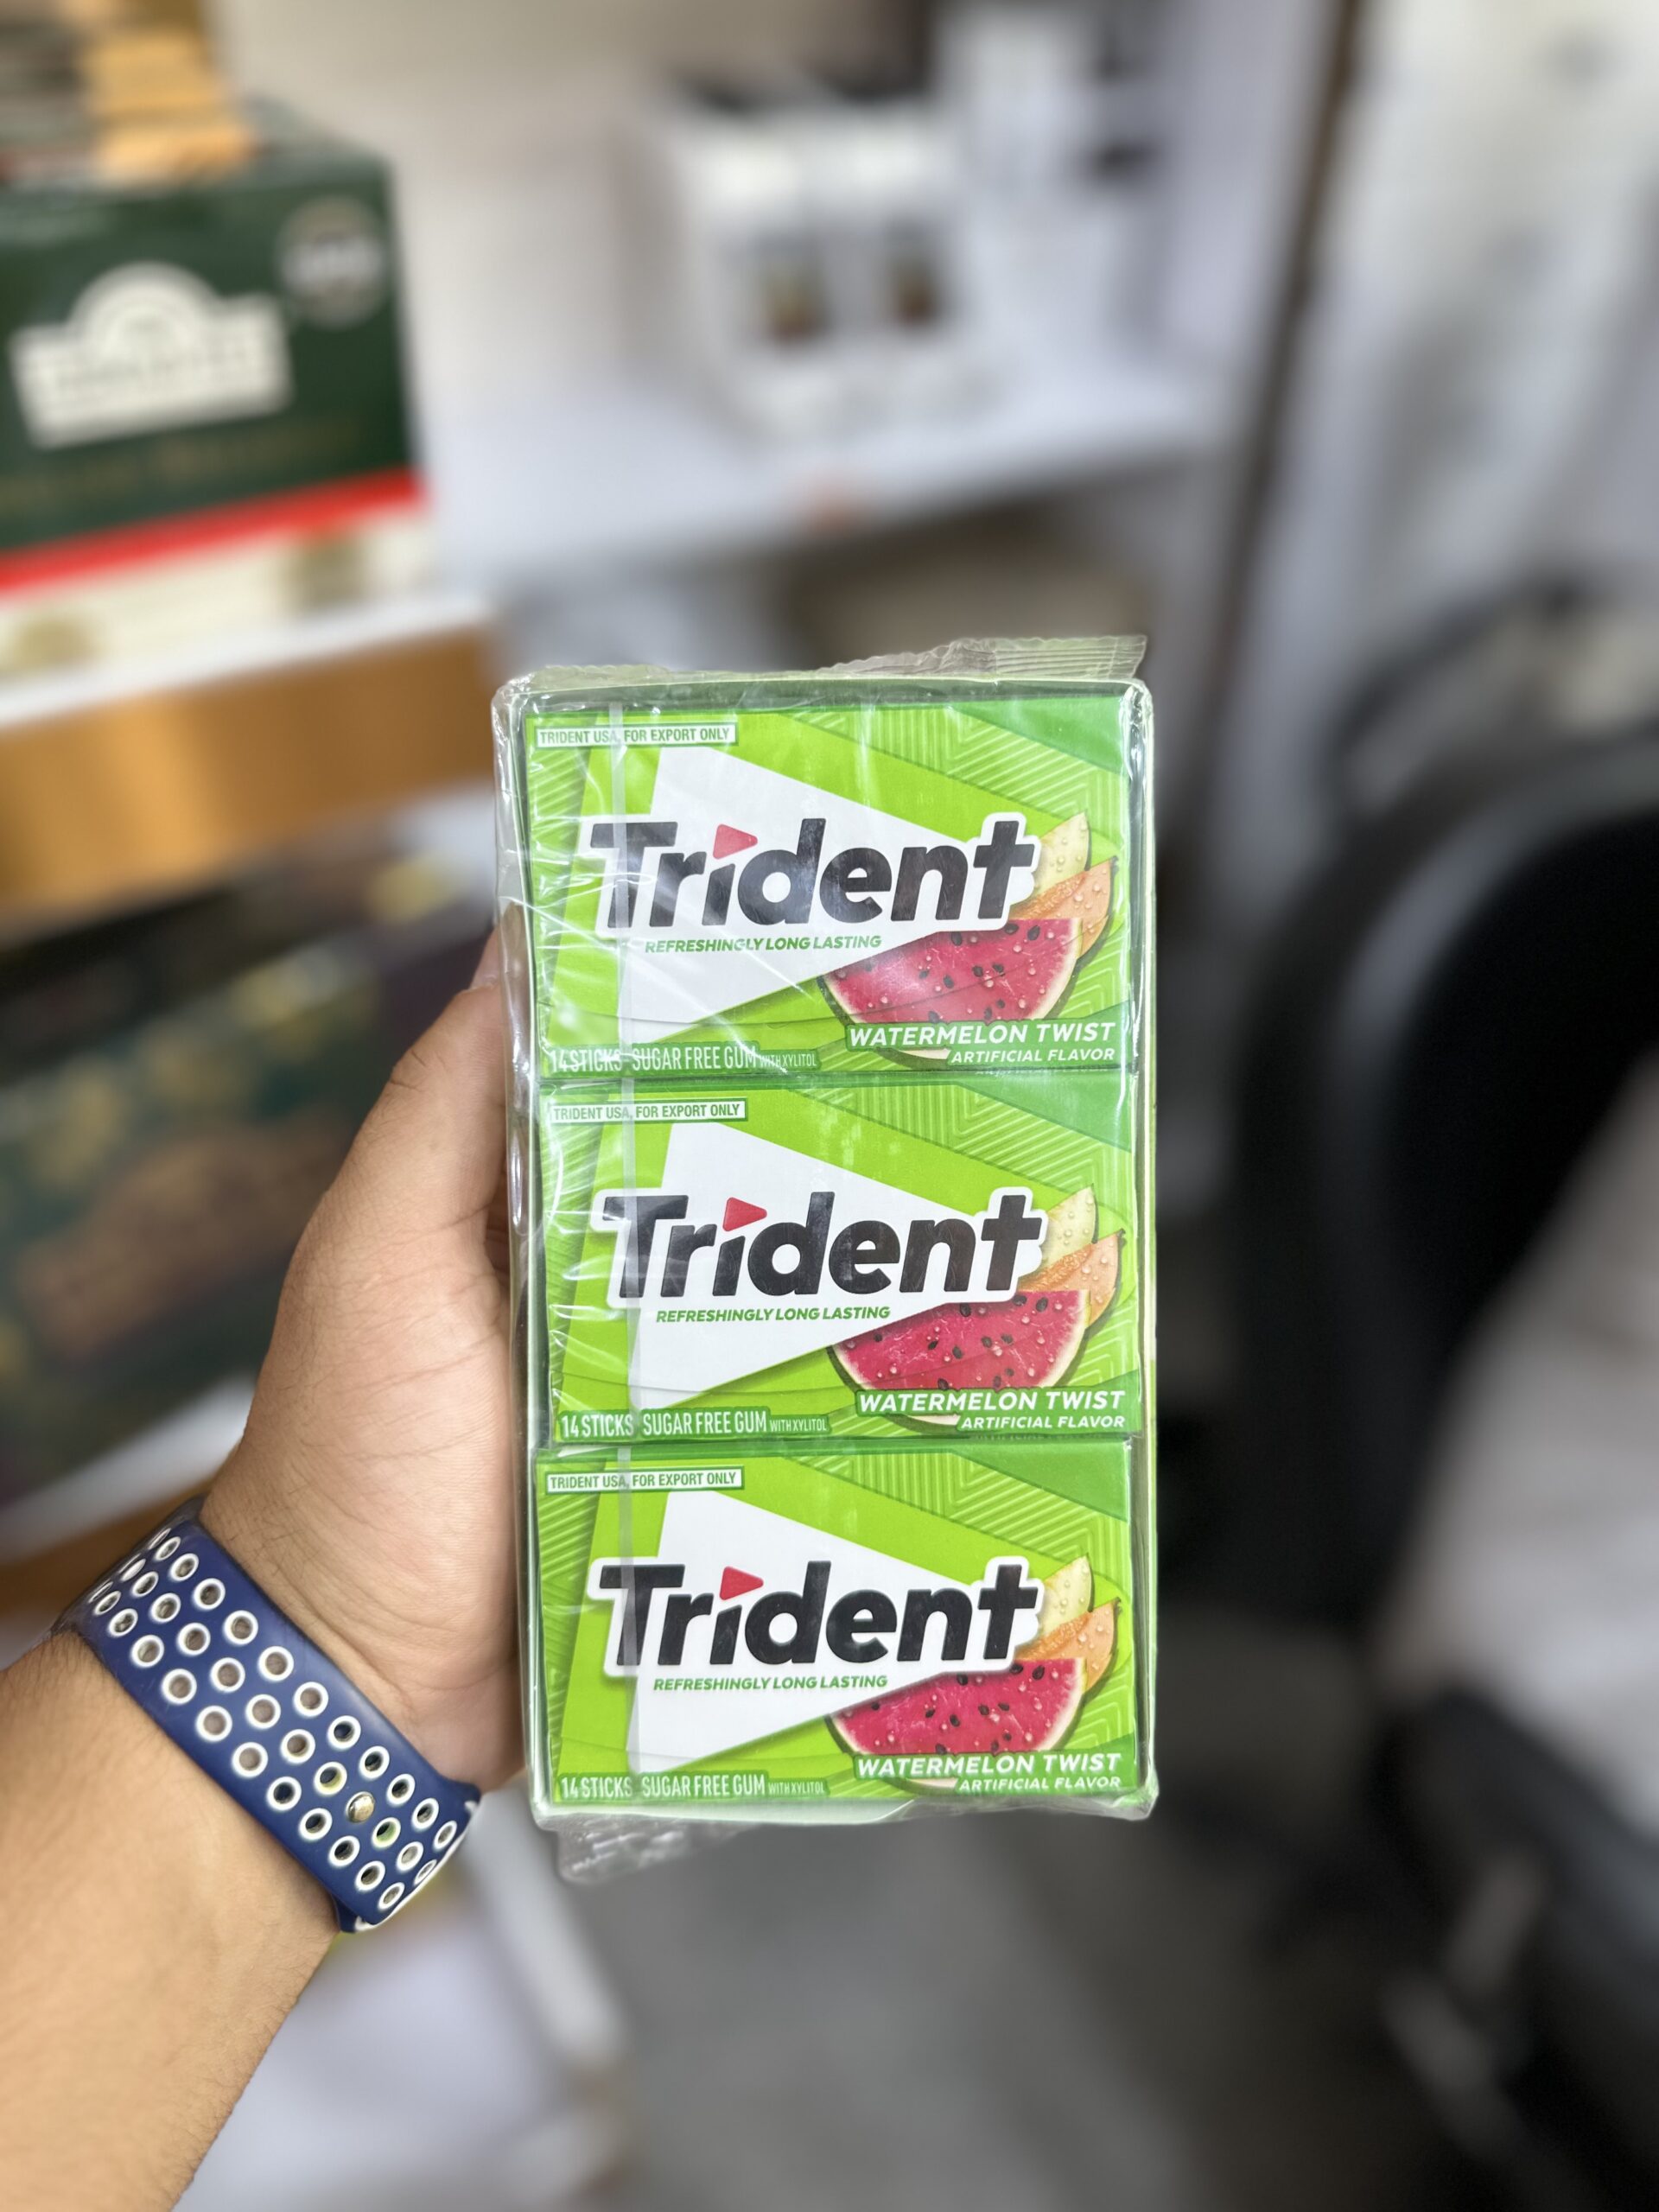 TRIDENT USA, FOR EXPORT ONLY
Trident
REFRESHINGLY LONG LASTING
WATERMELON TWIST
ARTIFICIAL FLAVOR
14 STICKS SUGAR FREE GUM WITH XYLITOL
TRIDENT USA, FOR EXPORT ONLY
Trident
REFRESHINGLY LONG LASTING
WATERMELON TWIST
ARTIFICIAL FLAVOR
14 STICKS SUGAR FREE GUM WITH XYLITOL
TRIDENT USA, FOR EXPORT ONLY
Trident
REFRESHINGLY LONG LASTING
WATERMELON TWIST
ARTIFICIAL FLAVOR
14 STICKS SUGAR FREE GUM WITH XYLITOL